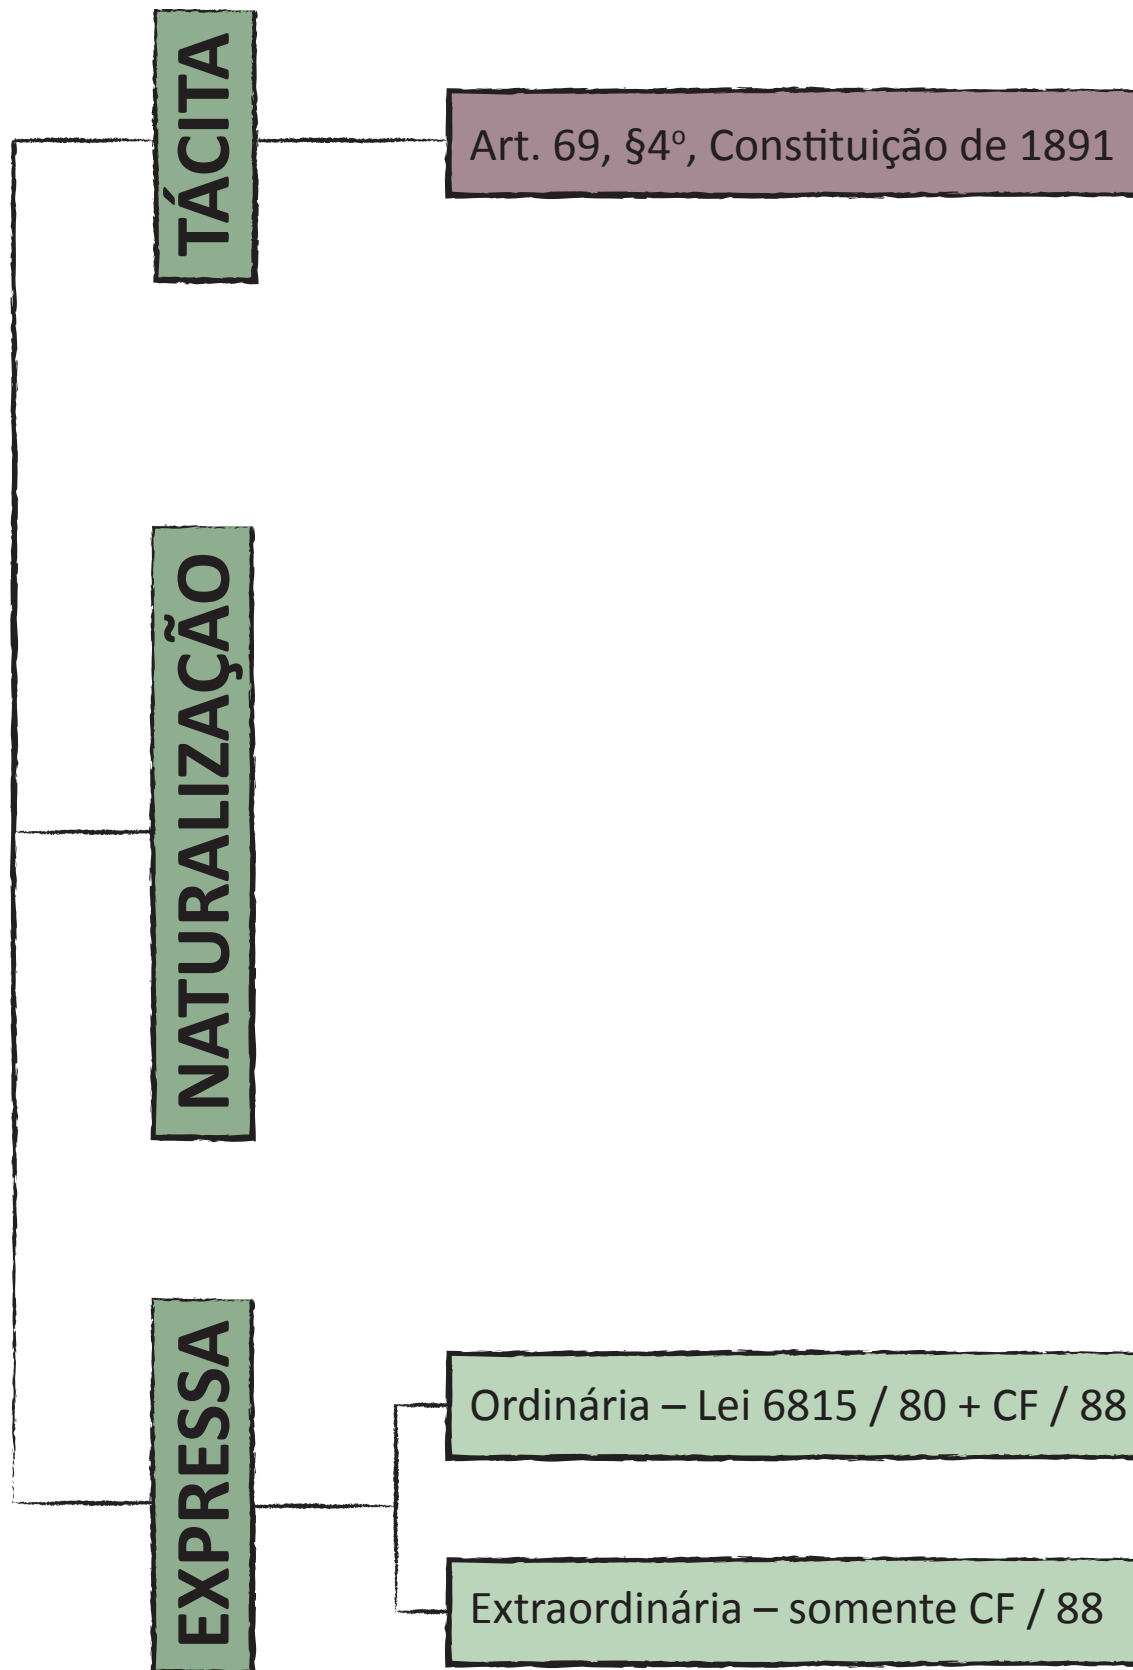 TÁCITA
Art. 69, §4º, Constituição de 1891
NATURALIZAÇÃO
EXPRESSA
Ordinária – Lei 6815 / 80 + CF / 88
Extraordinária – somente CF / 88